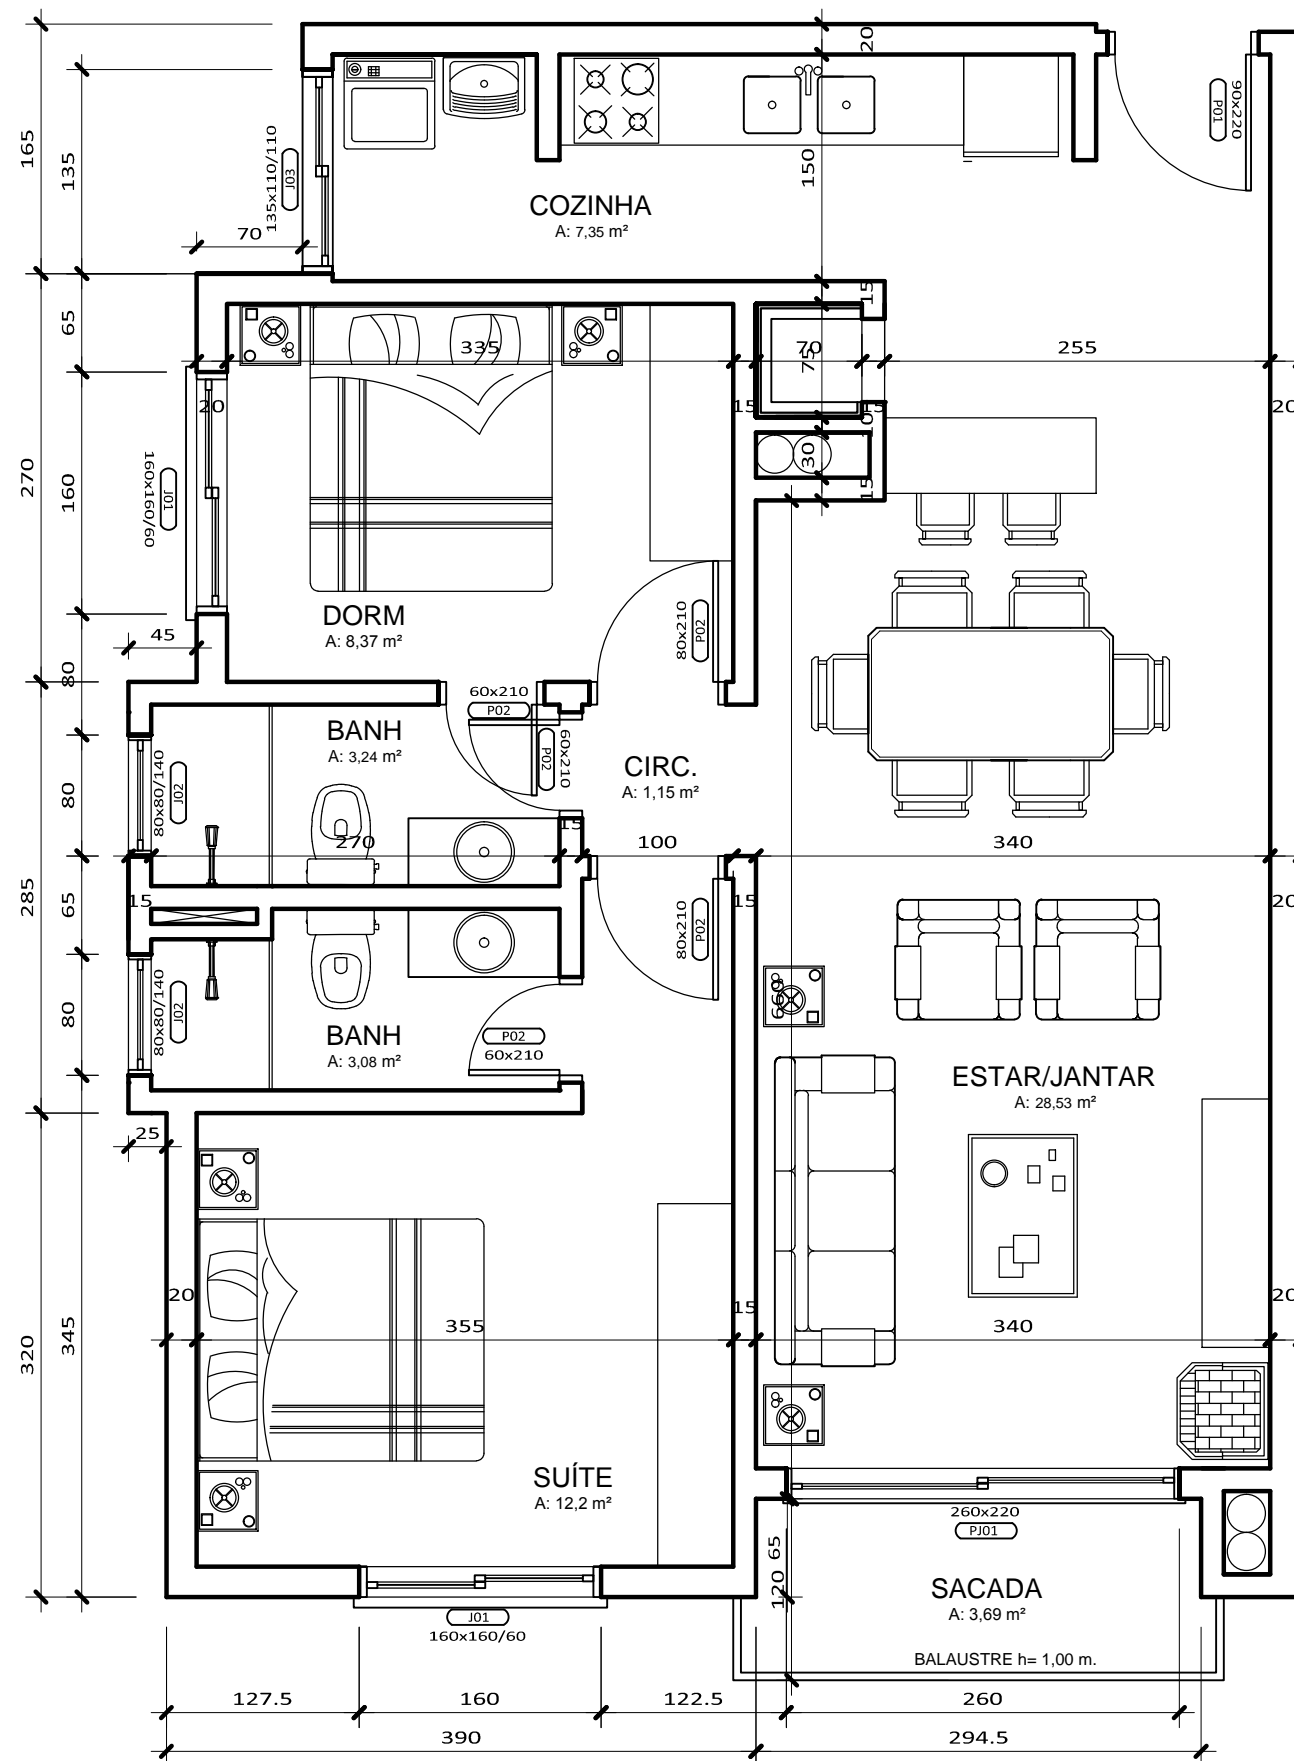 20
165
135
135x110/110
J03
150
90x220
P01
COZINHA
A: 7,35 m²
70
15
65
335
70
75
255
20
15
15
20
10
270
160
160x160/60
J01
30
15
DORM
A: 8,37 m²
80x210
P02
45
80
60x210
P02
BANH
A: 3,24 m²
P02
60x210
CIRC.
A: 1,15 m²
80
80x80/140
J02
15
270
100
340
285
65
15
15
20
80x210
P02
669
80
80x80/140
J02
BANH
A: 3,08 m²
P02
60x210
ESTAR/JANTAR
A: 28,53 m²
25
20
15
20
320
345
355
340
SUÍTE
A: 12,2 m²
260x220
PJ01
65
120
SACADA
A: 3,69 m²
J01
160x160/60
BALAUSTRE h= 1,00 m.
127.5
160
122.5
260
390
294.5